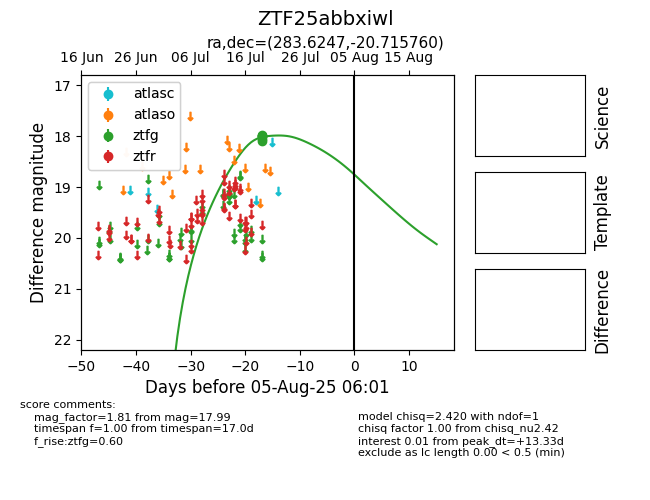 ZTF25abbxiwl
ra,dec=(283.6247,-20.715760)
16 Jun 26 Jun 06 Jul 16 Jul 26 Jul 05 Aug 15 Aug
17
18
19
20
21
22
Difference magnitude
atlasc
atlaso
ztfg
ztfr
−50 −40 −30 −20 −10 0 10
Days before 05-Aug-25 06:01
Science
Template
Difference
score comments:
mag_factor=1.81 from mag=17.99
timespan f=1.00 from timespan=17.0d
f_rise:ztfg=0.60
model chisq=2.420 with ndof=1
chisq factor 1.00 from chisq_nu2.42
interest 0.01 from peak_dt=+13.33d
exclude as lc length 0.00 < 0.5 (min)